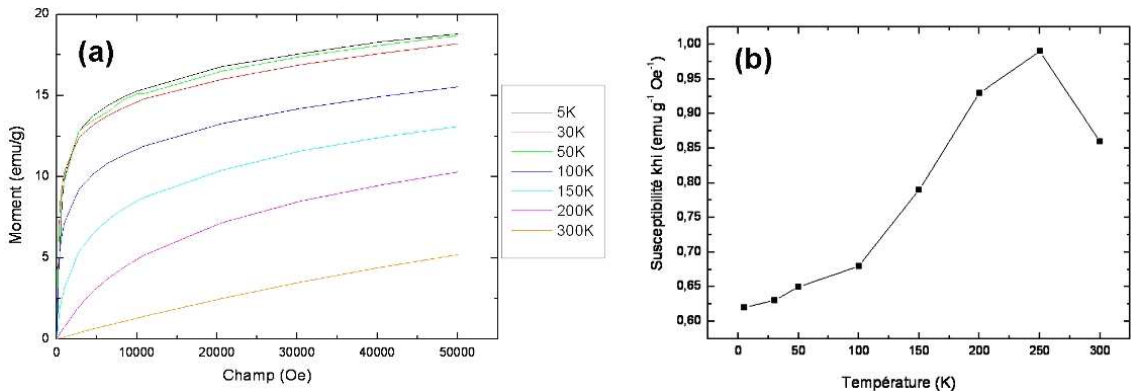 (a)
Moment (emu/g)
20
15
10
5
0
0 10000 20000 30000 40000 50000
Champ (Oe)
5K
30K
50K
100K
150K
200K
300K
(b)
Susceptibilité khi (emu g⁻¹ Oe⁻¹)
1,00
0,95
0,90
0,85
0,80
0,75
0,70
0,65
0,60
0 50 100 150 200 250 300
Température (K)